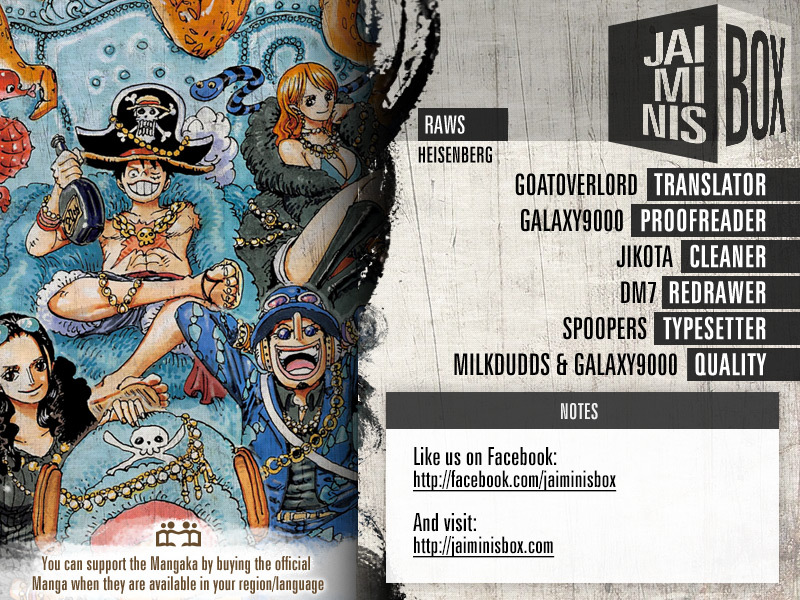 JAI
MI
NIS
BOX
RAWS
HEISENBERG
GOATOVERLORD TRANSLATOR
GALAXY9000 PROOFREADER
JIKOTA CLEANER
DM7 REDRAWER
SPOOPERS TYPESETTER
MILKDUDDS & GALAXY9000 QUALITY
NOTES
Like us on Facebook:
http://facebook.com/jaiminisbox
And visit:
http://jaiminisbox.com
You can support the Mangaka by buying the official
Manga when they are available in your region/language